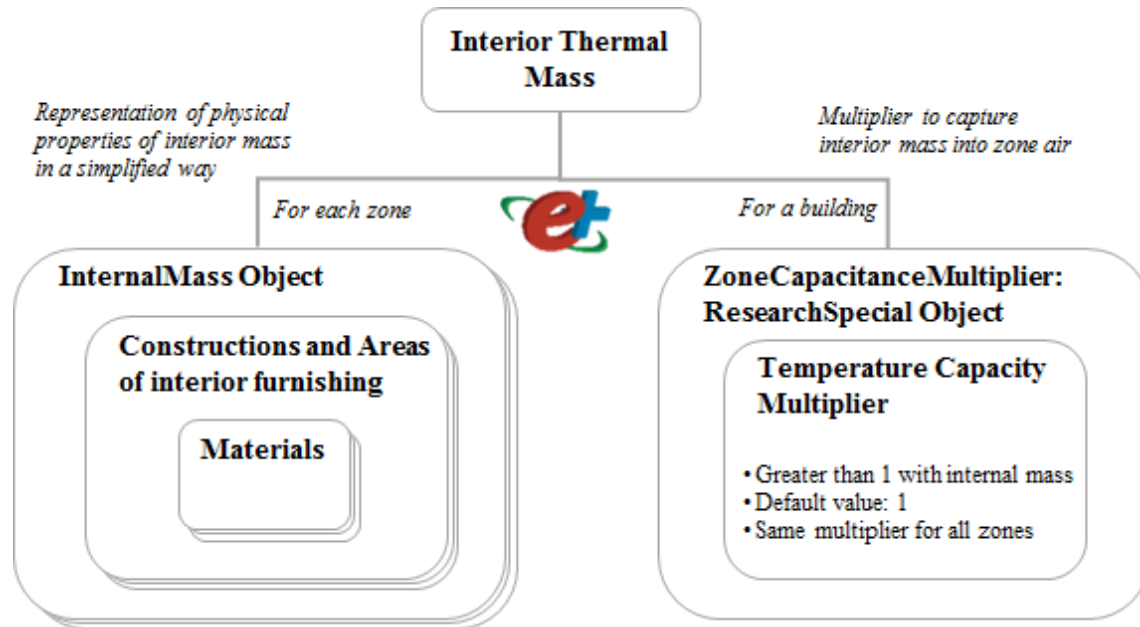 Interior Thermal
Mass
Representation of physical
properties of interior mass
in a simplified way
Multiplier to capture
interior mass into zone air
For each zone
e+
For a building
InternalMass Object
Constructions and Areas
of interior furnishing
Materials
ZoneCapacitanceMultiplier:
ResearchSpecial Object
Temperature Capacity
Multiplier
• Greater than 1 with internal mass
• Default value: 1
• Same multiplier for all zones